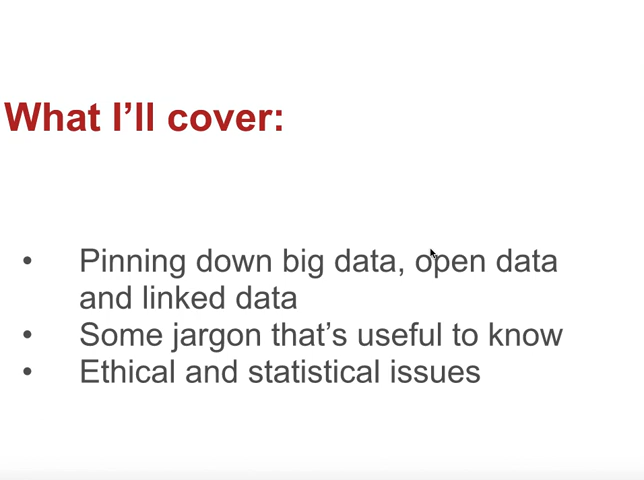 What I'll cover:
• Pinning down big data, open data
and linked data
• Some jargon that's useful to know
• Ethical and statistical issues